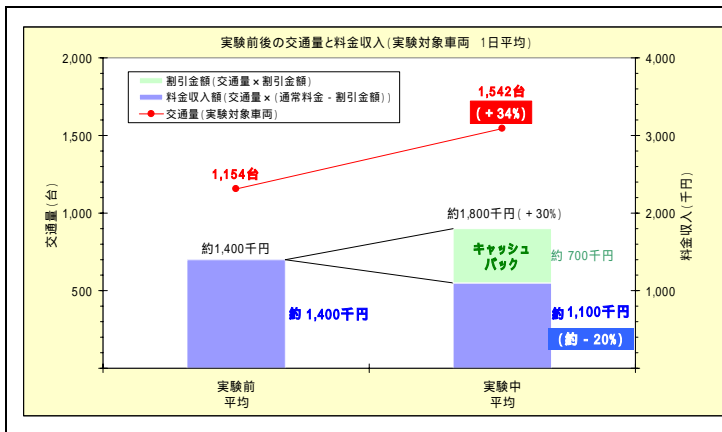 実験前後の交通量と料金収入(実験対象車両 1日平均)
2,000
1,500
1,000
500
交通量(台)
4,000
3,000
2,000
1,000
料金収入(千円)
割引金額(交通量×割引金額)
料金収入額(交通量×(通常料金-割引金額))
交通量(実験対象車両)
1,154台
1,542台
(+34%)
約1,400千円
約1,800千円(+30%)
キャッシュ
バック
約 700千円
約 1,400千円
約 1,100千円
(約 - 20%)
実験前
平均
実験中
平均